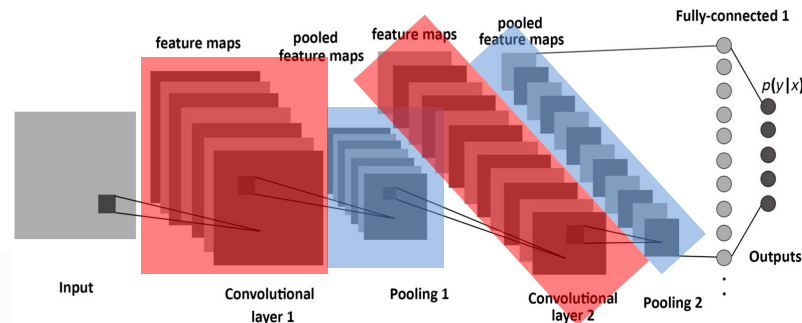 Fully-connected 1
feature maps
pooled
feature maps
feature maps
pooled
feature maps
p(y|x)
Input
Convolutional
layer 1
Pooling 1
Convolutional
layer 2
Pooling 2
Outputs